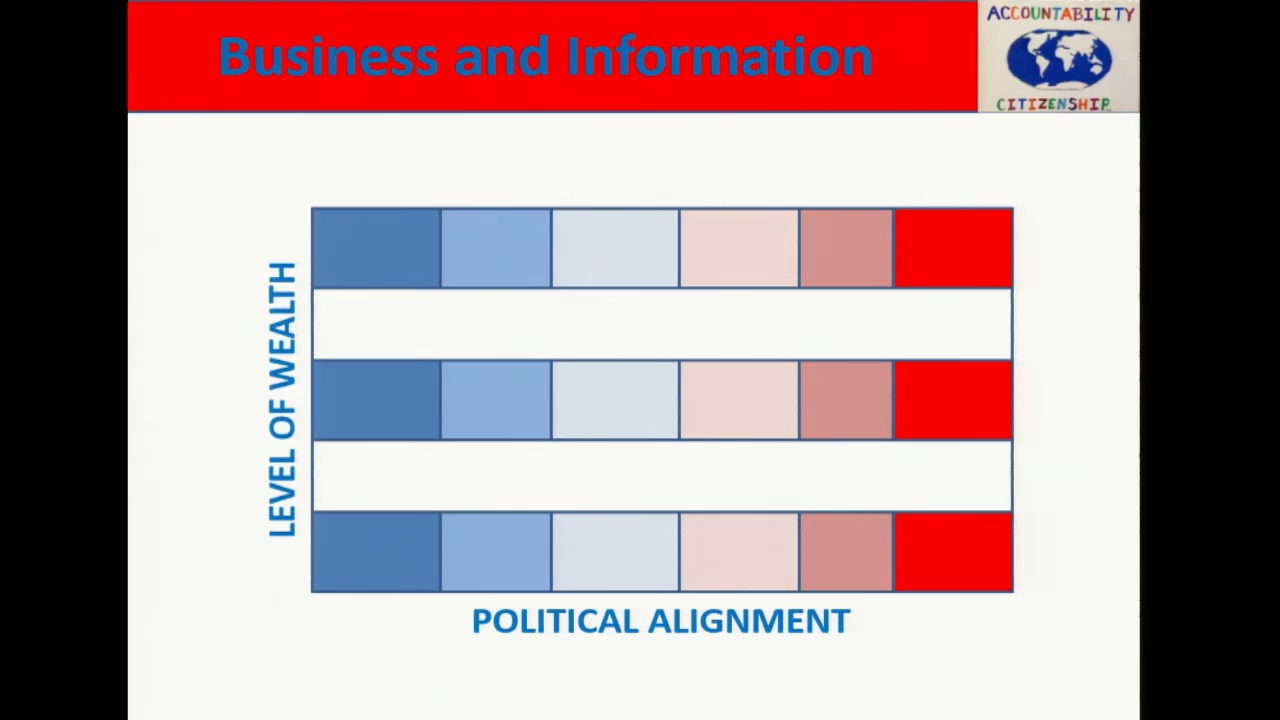 Business and Information
ACCOUNTABILITY
CITIZENSHIP
LEVEL OF WEALTH
POLITICAL ALIGNMENT